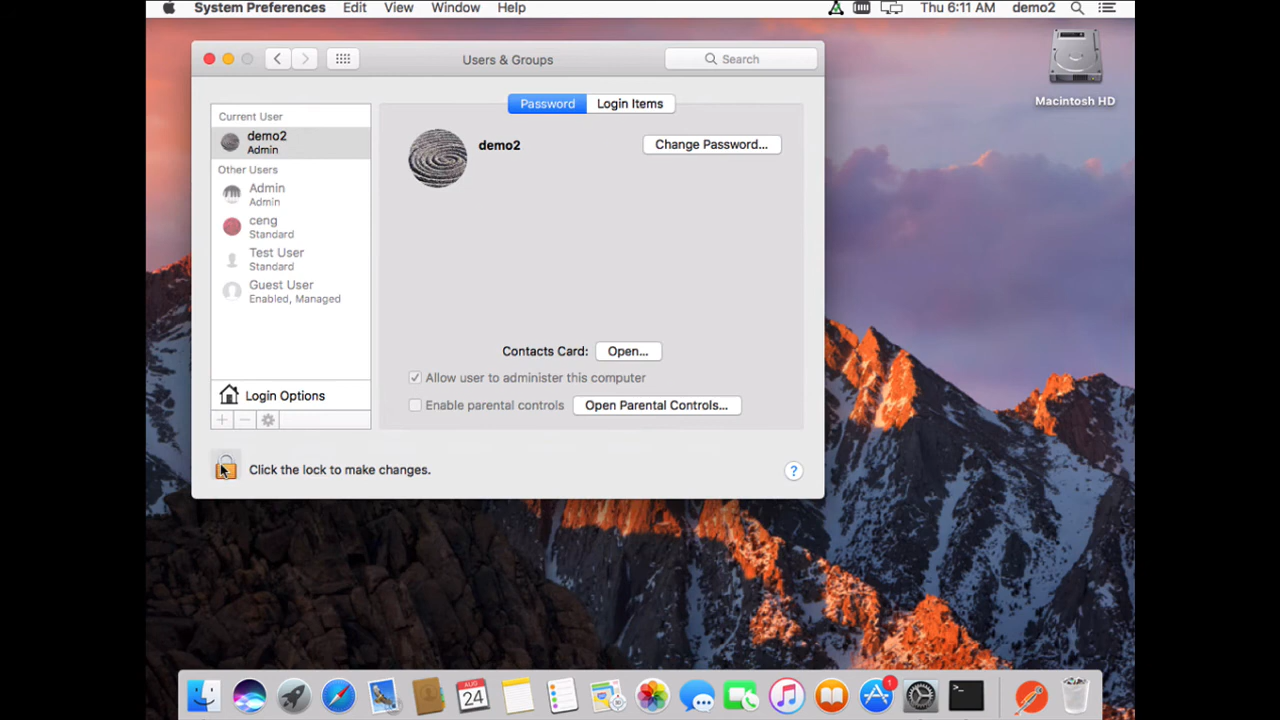 System Preferences Edit View Window Help Thu 6:11 AM demo2
Users & Groups
Search
Password Login Items
Current User
demo2
Admin
Other Users
Admin
Admin
ceng
Standard
Test User
Standard
Guest User
Enabled, Managed
Login Options
demo2
Change Password...
Contacts Card: Open...
Allow user to administer this computer
Enable parental controls Open Parental Controls...
Click the lock to make changes.
?
Macintosh HD
AUG
24
1
>_